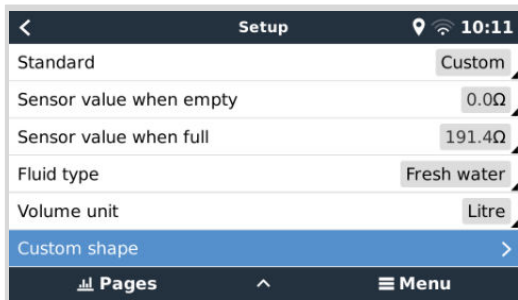 Setup 10:11
Standard Custom
Sensor value when empty 0.0Ω
Sensor value when full 191.4Ω
Fluid type Fresh water
Volume unit Litre
Custom shape
Pages Menu